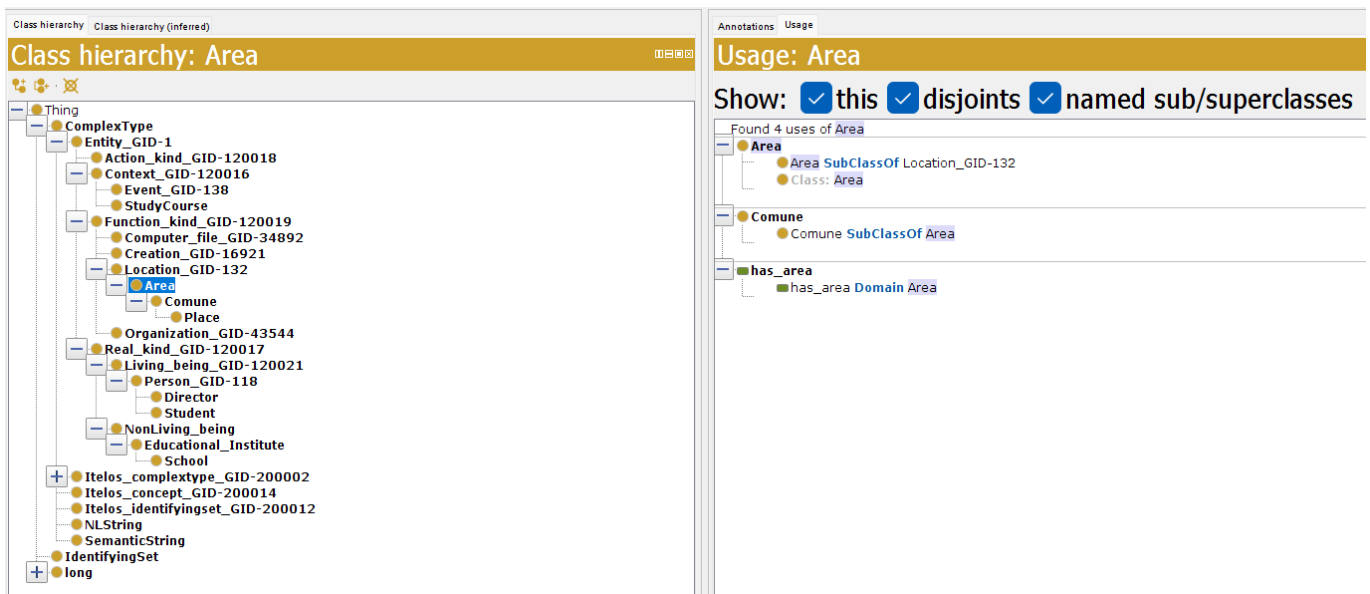 Class hierarchy Class hierarchy (inferred)
Class hierarchy: Area
Thing
ComplexType
Entity_GID-1
Action_kind_GID-120018
Context_GID-120016
Event_GID-138
StudyCourse
Function_kind_GID-120019
Computer_file_GID-34892
Creation_GID-16921
Location_GID-132
Area
Comune
Place
Organization_GID-43544
Real_kind_GID-120017
Living_being_GID-120021
Person_GID-118
Director
Student
NonLiving_being
Educational_Institute
School
Itelos_complextype_GID-200002
Itelos_concept_GID-200014
Itelos_identifyingset_GID-200012
NLString
SemanticString
IdentifyingSet
long
Annotations Usage
Usage: Area
Show: this disjoints named sub/superclasses
Found 4 uses of Area
Area
Area SubClassOf Location_GID-132
Class: Area
Comune
Comune SubClassOf Area
has_area
has_area Domain Area